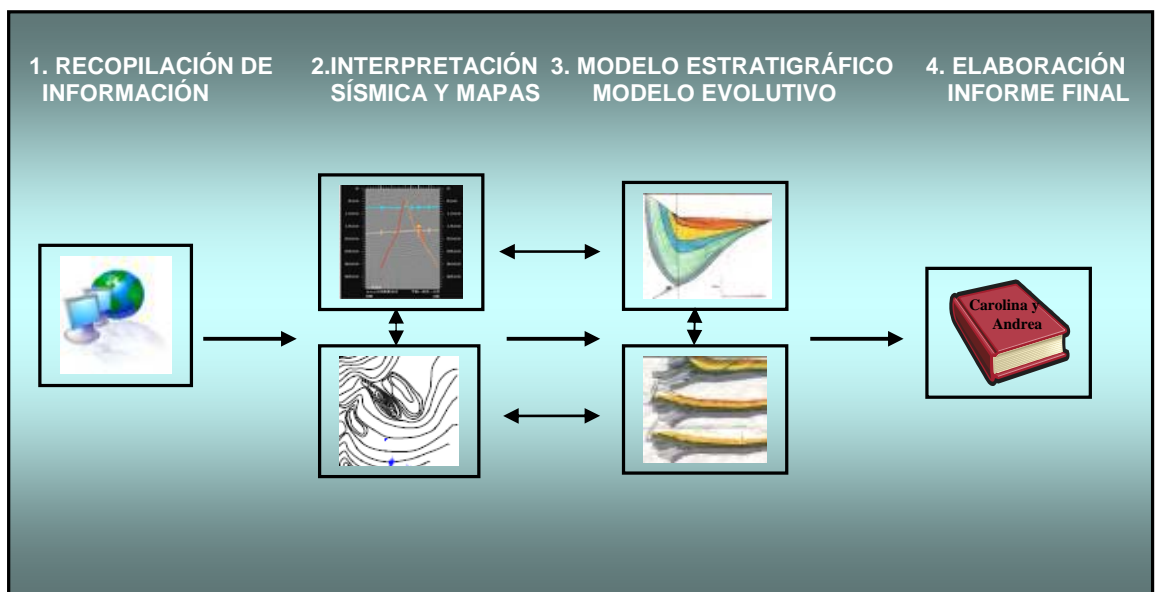 1. RECOPILACIÓN DE
INFORMACIÓN
2.INTERPRETACIÓN
SÍSMICA Y MAPAS
3. MODELO ESTRATIGRÁFICO
MODELO EVOLUTIVO
4. ELABORACIÓN
INFORME FINAL
Carolina y
Andrea